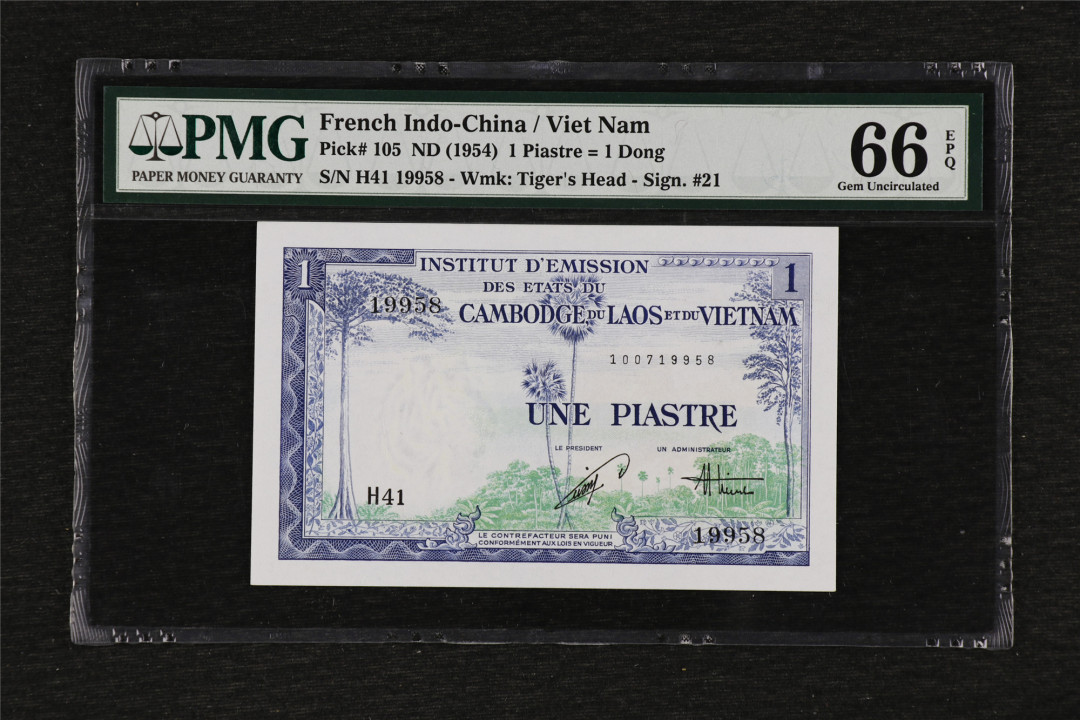 PMG
PAPER MONEY GUARANTY
French Indo-China / Viet Nam
Pick# 105 ND (1954) 1 Piastre = 1 Dong
S/N H41 19958 - Wmk: Tiger's Head - Sign. #21
66
EPQ
Gem Uncirculated
1
INSTITUT D'EMISSION
1
DES ETATS DU
19958
CAMBODGE DU LAOS ET DU VIETNAM
100719958
UNE PIASTRE
LE PRESIDENT
UN ADMINISTRATEUR
H41
19958
LE CONTREFACTEUR SERA PUNI
CONFORMÉMENT AUX LOIS EN VIGUEUR